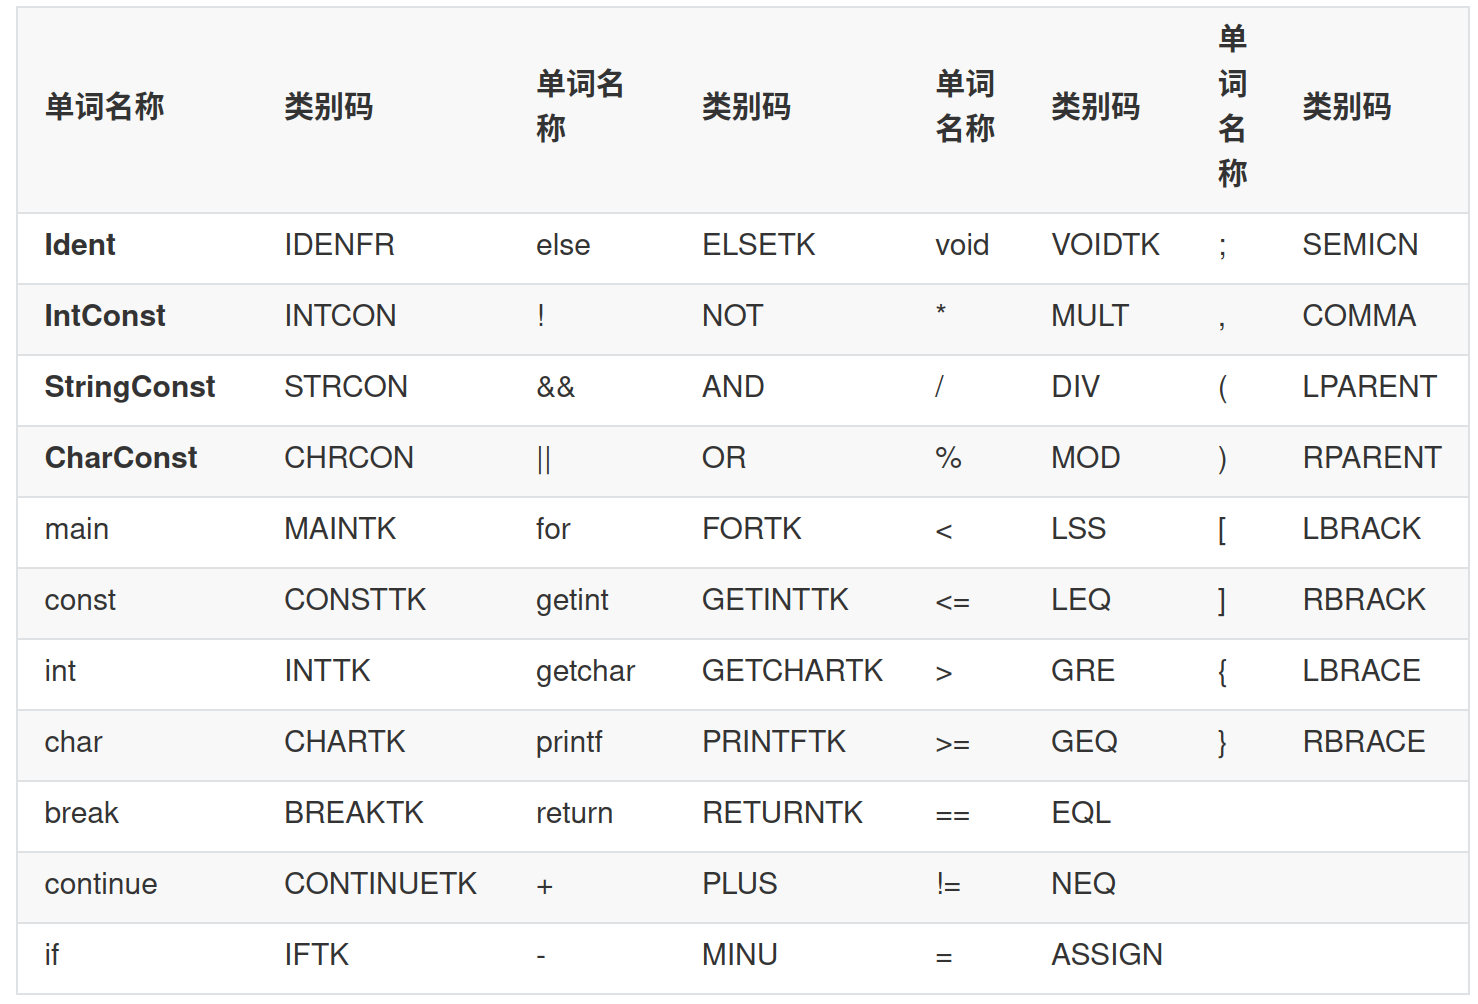 单词名称 类别码 单词名称 类别码 单词名称 类别码 单词名称 类别码
Ident IDENFR else ELSETK void VOIDTK ; SEMICN
IntConst INTCON ! NOT * MULT , COMMA
StringConst STRCON && AND / DIV ( LPARENT
CharConst CHRCON || OR % MOD ) RPARENT
main MAINTK for FORTK < LSS [ LBRACK
const CONSTTK getint GETINTTK <= LEQ ] RBRACK
int INTTK getchar GETCHARTK > GRE { LBRACE
char CHARTK printf PRINTFTK >= GEQ } RBRACE
break BREAKTK return RETURNTK == EQL
continue CONTINUETK + PLUS != NEQ
if IFTK - MINU = ASSIGN